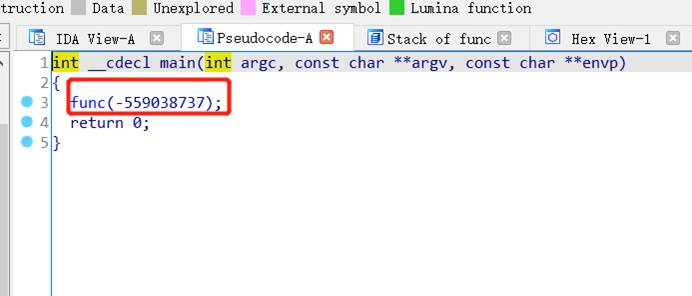 struction Data Unexplored External symbol Lumina function
IDA View-A Pseudocode-A Stack of func Hex View-1
1 int __cdecl main(int argc, const char **argv, const char **envp)
2 {
3 func(-559038737);
4 return 0;
5 }